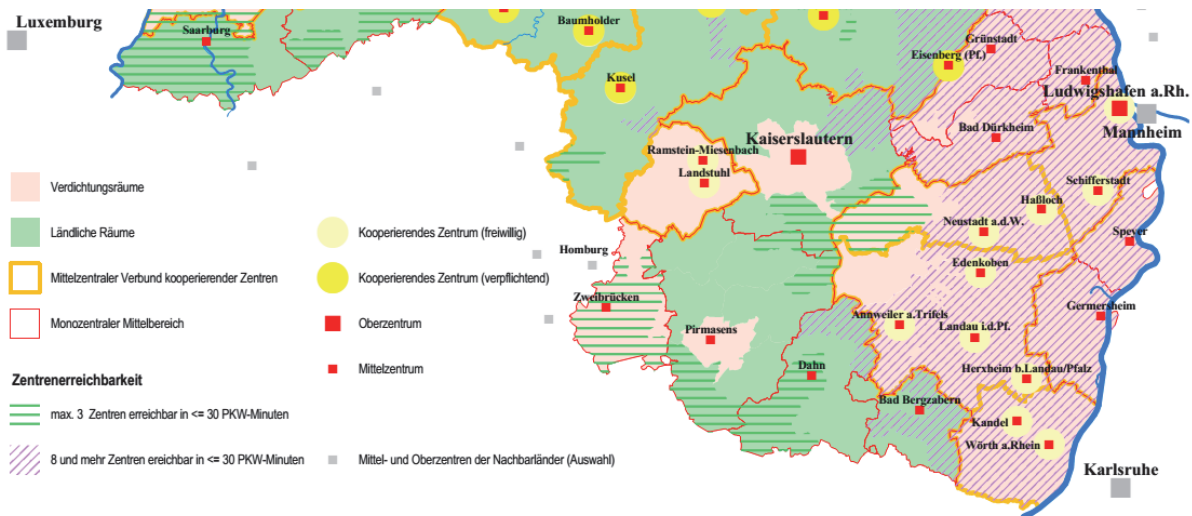 Luxemburg
Saarburg
Baumholder
Kusel
Eisenberg (Pf.)
Grünstadt
Frankenthal
Ludwigshafen a.Rh.
Mannheim
Bad Dürkheim
Kaiserslautern
Ramstein-Miesenbach
Landstuhl
Schifferstadt
Haßloch
Neustadt a.d.W.
Speyer
Homburg
Edenkoben
Zweibrücken
Pirmasens
Annweiler a.Trifels
Landau i.d.Pf.
Germersheim
Dahn
Herxheim b.Landau/Pfalz
Bad Bergzabern
Kandel
Wörth a.Rhein
Karlsruhe
Verdichtungsräume
Ländliche Räume
Mittelzentraler Verbund kooperierender Zentren
Monozentraler Mittelbereich
Zentrenerreichbarkeit
max. 3 Zentren erreichbar in <= 30 PKW-Minuten
8 und mehr Zentren ereichbar in <= 30 PKW-Minuten
Kooperierendes Zentrum (freiwillig)
Kooperierendes Zentrum (verpflichtend)
Oberzentrum
Mittelzentrum
Mittel- und Oberzentren der Nachbarländer (Auswahl)